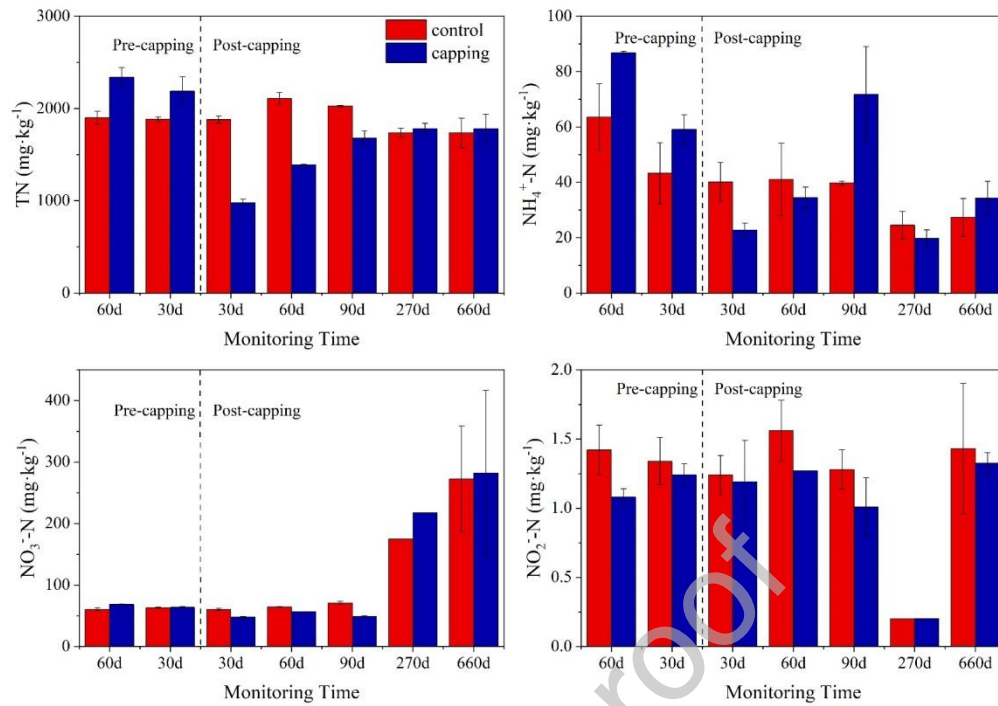 3000
2000
1000
0
TN (mg·kg⁻¹)
Pre-capping
Post-capping
control
capping
60d 30d 30d 60d 90d 270d 660d
Monitoring Time
100
80
60
40
20
0
NH₄⁺-N (mg·kg⁻¹)
Pre-capping
Post-capping
60d 30d 30d 60d 90d 270d 660d
Monitoring Time
400
300
200
100
0
NO₃⁻-N (mg·kg⁻¹)
Pre-capping
Post-capping
60d 30d 30d 60d 90d 270d 660d
Monitoring Time
2.0
1.5
1.0
0.5
0.0
NO₂⁻-N (mg·kg⁻¹)
Pre-capping
Post-capping
60d 30d 30d 60d 90d 270d 660d
Monitoring Time
roof